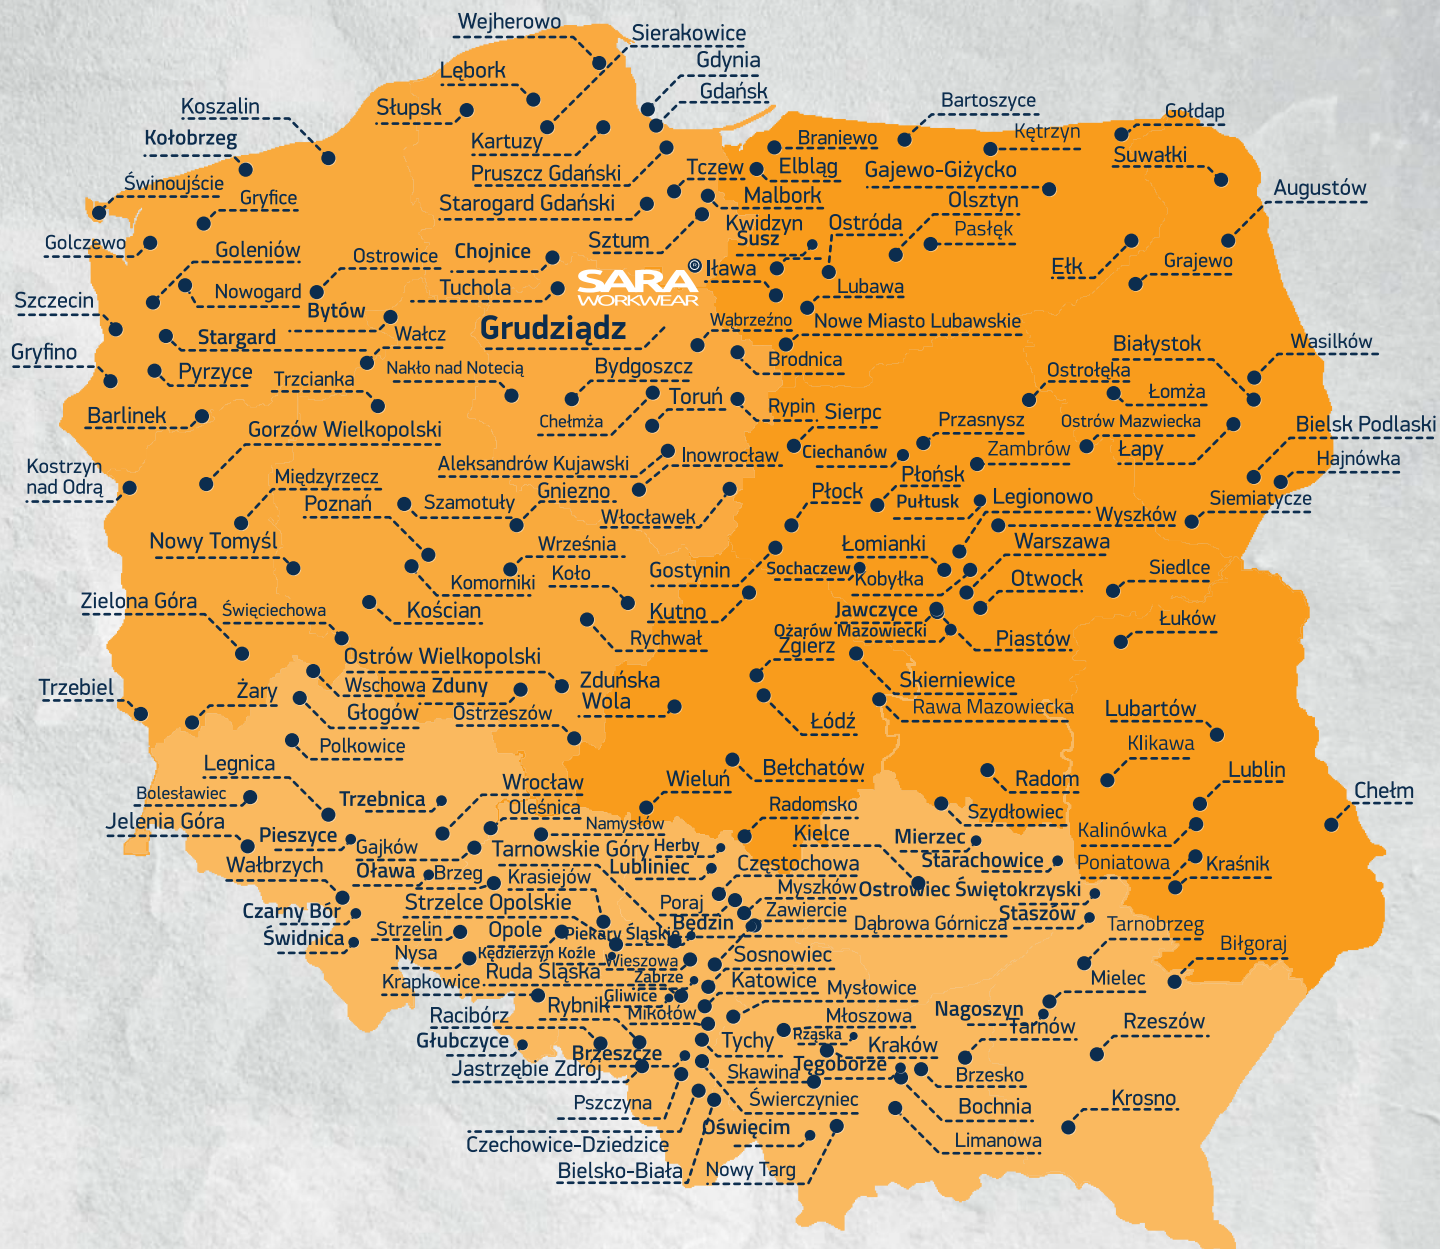 Wejherowo
Sierakowice
Gdynia
Lębork
Gdańsk
Koszalin
Słupsk
Bartoszyce
Gołdap
Kołobrzeg
Kartuzy
Braniewo
Kętrzyn
Suwałki
Pruszcz Gdański
Tczew
Elbląg
Gajewo-Giżycko
Augustów
Świnoujście
Gryfice
Starogard Gdański
Malbork
Olsztyn
Kwidzyn
Ostróda
Pasłęk
Golczewo
Goleniów
Ostrowice
Chojnice
Sztum
Susz
Ełk
Grajewo
Iława
SARA
WORKWEAR
Szczecin
Nowogard
Bytów
Tuchola
Lubawa
Stargard
Wałcz
Grudziądz
Wąbrzeźno
Nowe Miasto Lubawskie
Białystok
Wasilków
Gryfino
Pyrzyce
Trzcianka
Nakło nad Notecią
Bydgoszcz
Brodnica
Ostrołęka
Łomża
Barlinek
Gorzów Wielkopolski
Chełmża
Toruń
Rypin
Sierpc
Przasnysz
Ostrów Mazwiecka
Bielsk Podlaski
Kostrzyn
nad Odrą
Międzyrzecz
Aleksandrów Kujawski
Inowrocław
Ciechanów
Zambrów
Łapy
Hajnówka
Poznań
Szamotuły
Gniezno
Włocławek
Płock
Płońsk
Pułtusk
Legionowo
Wyszków
Siemiatycze
Nowy Tomyśl
Września
Łomianki
Warszawa
Komorniki
Koło
Gostynin
Sochaczew
Kobyłka
Otwock
Siedlce
Zielona Góra
Święciechowa
Kościan
Kutno
Jawczyce
Rychwał
Ożarów Mazowiecki
Zgierz
Piastów
Łuków
Trzebiel
Żary
Wschowa
Ostrów Wielkopolski
Zduny
Zduńska
Wola
Skierniewice
Głogów
Ostrzeszów
Łódź
Rawa Mazowiecka
Lubartów
Polkowice
Klikawa
Legnica
Wrocław
Wieluń
Bełchatów
Radom
Lublin
Chełm
Bolesławiec
Trzebnica
Oleśnica
Radomsko
Szydłowiec
Jelenia Góra
Pieszyce
Gajków
Namysłów
Kielce
Mierzec
Kalinówka
Wałbrzych
Oława
Brzeg
Tarnowskie Góry
Herby
Lubliniec
Częstochowa
Starachowice
Poniatowa
Kraśnik
Krasiejów
Myszków
Ostrowiec Świętokrzyski
Czarny Bór
Strzelce Opolskie
Poraj
Zawiercie
Staszów
Świdnica
Strzelin
Opole
Piekary Śląskie
Będzin
Dąbrowa Górnicza
Tarnobrzeg
Nysa
Kędzierzyn Koźle
Wieszowa
Sosnowiec
Biłgoraj
Krapkowice
Ruda Śląska
Zabrze
Katowice
Mysłowice
Mielec
Racibórz
Rybnik
Gliwice
Mikołów
Młoszowa
Nagoszyn
Tarnów
Rzeszów
Głubczyce
Brzeszcze
Tychy
Rząska
Kraków
Jastrzębie Zdrój
Skawina
Tęgoborze
Brzesko
Pszczyna
Świerczyniec
Bochnia
Krosno
Czechowice-Dziedzice
Oświęcim
Limanowa
Bielsko-Biała
Nowy Targ